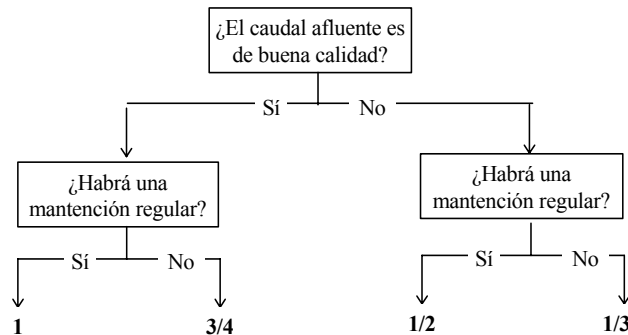 ¿El caudal afluente es
de buena calidad?
Sí
No
¿Habrá una
mantención regular?
¿Habrá una
mantención regular?
Sí
No
Sí
No
1
3/4
1/2
1/3